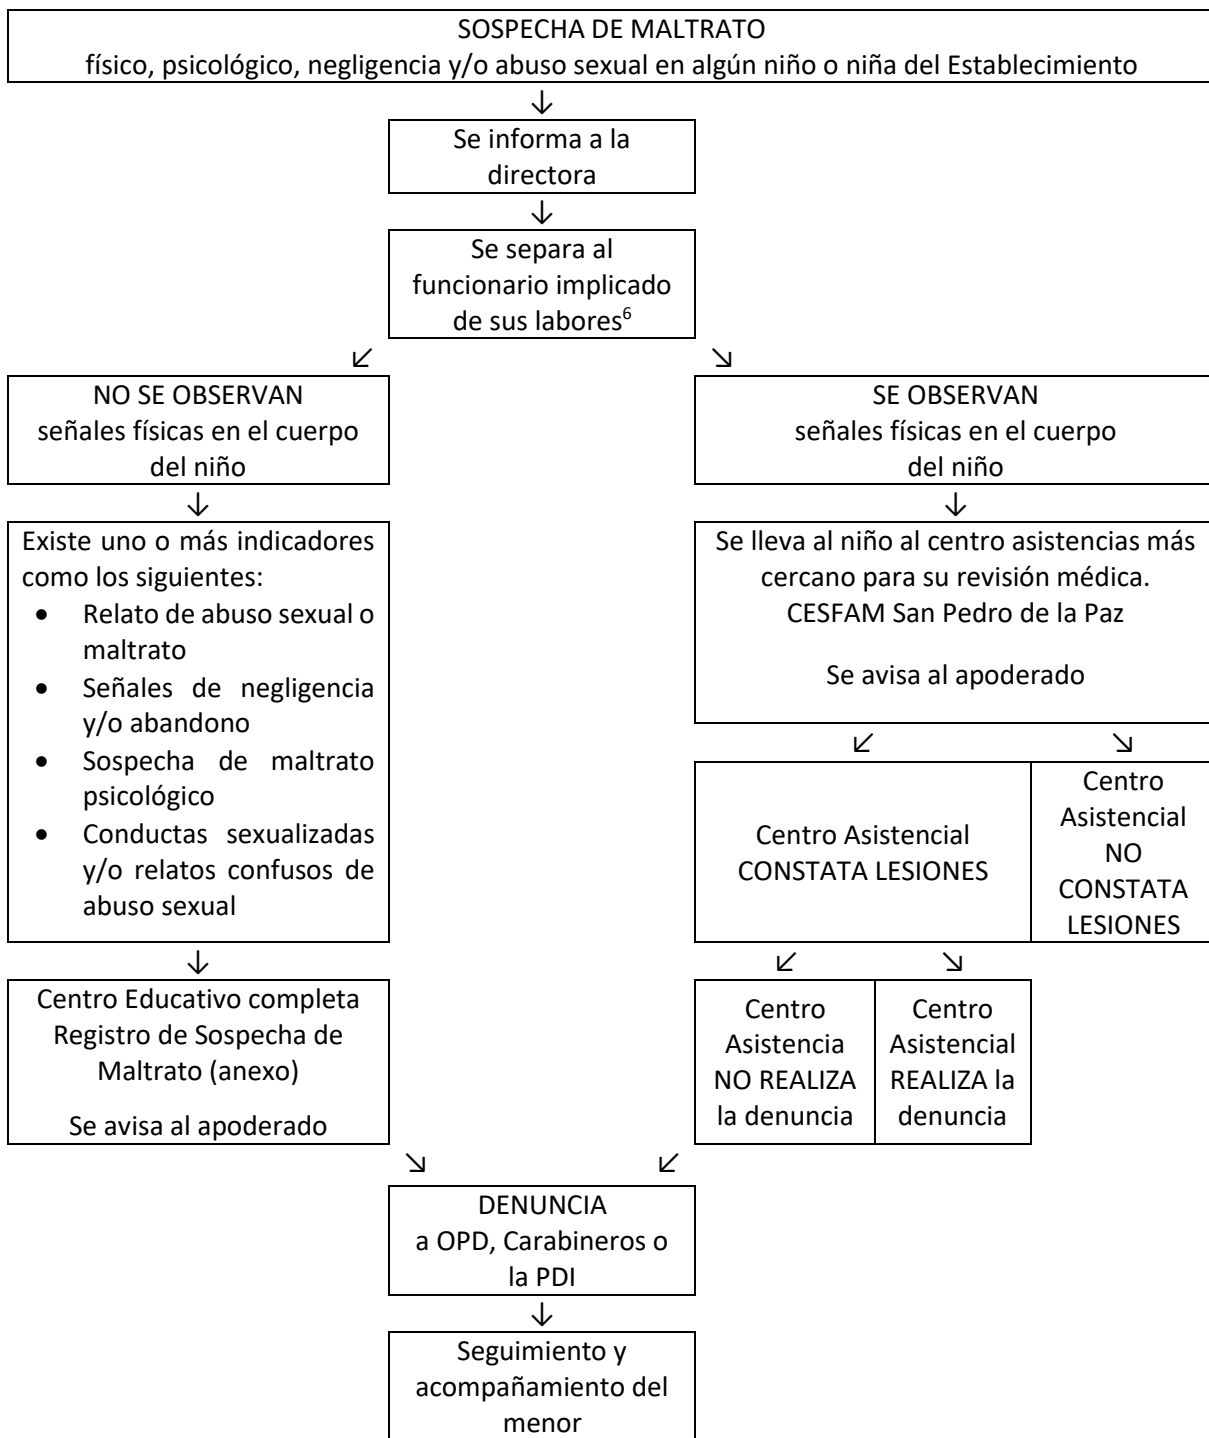 SOSPECHA DE MALTRATO
físico, psicológico, negligencia y/o abuso sexual en algún niño o niña del Establecimiento
↓
Se informa a la
directora
↓
Se separa al
funcionario implicado
de sus labores6
↙ ↘
NO SE OBSERVAN
señales físicas en el cuerpo
del niño
↓
Existe uno o más indicadores
como los siguientes:
• Relato de abuso sexual o
maltrato
• Señales de negligencia
y/o abandono
• Sospecha de maltrato
psicológico
• Conductas sexualizadas
y/o relatos confusos de
abuso sexual
↓
Centro Educativo completa
Registro de Sospecha de
Maltrato (anexo)
Se avisa al apoderado
SE OBSERVAN
señales físicas en el cuerpo
del niño
↓
Se lleva al niño al centro asistencias más
cercano para su revisión médica.
CESFAM San Pedro de la Paz
Se avisa al apoderado
↙ ↘
Centro Asistencial
CONSTATA LESIONES
Centro
Asistencial
NO
CONSTATA
LESIONES
↙ ↘
Centro
Asistencia
NO REALIZA
la denuncia
Centro
Asistencial
REALIZA la
denuncia
↘ ↙
DENUNCIA
a OPD, Carabineros o
la PDI
↓
Seguimiento y
acompañamiento del
menor